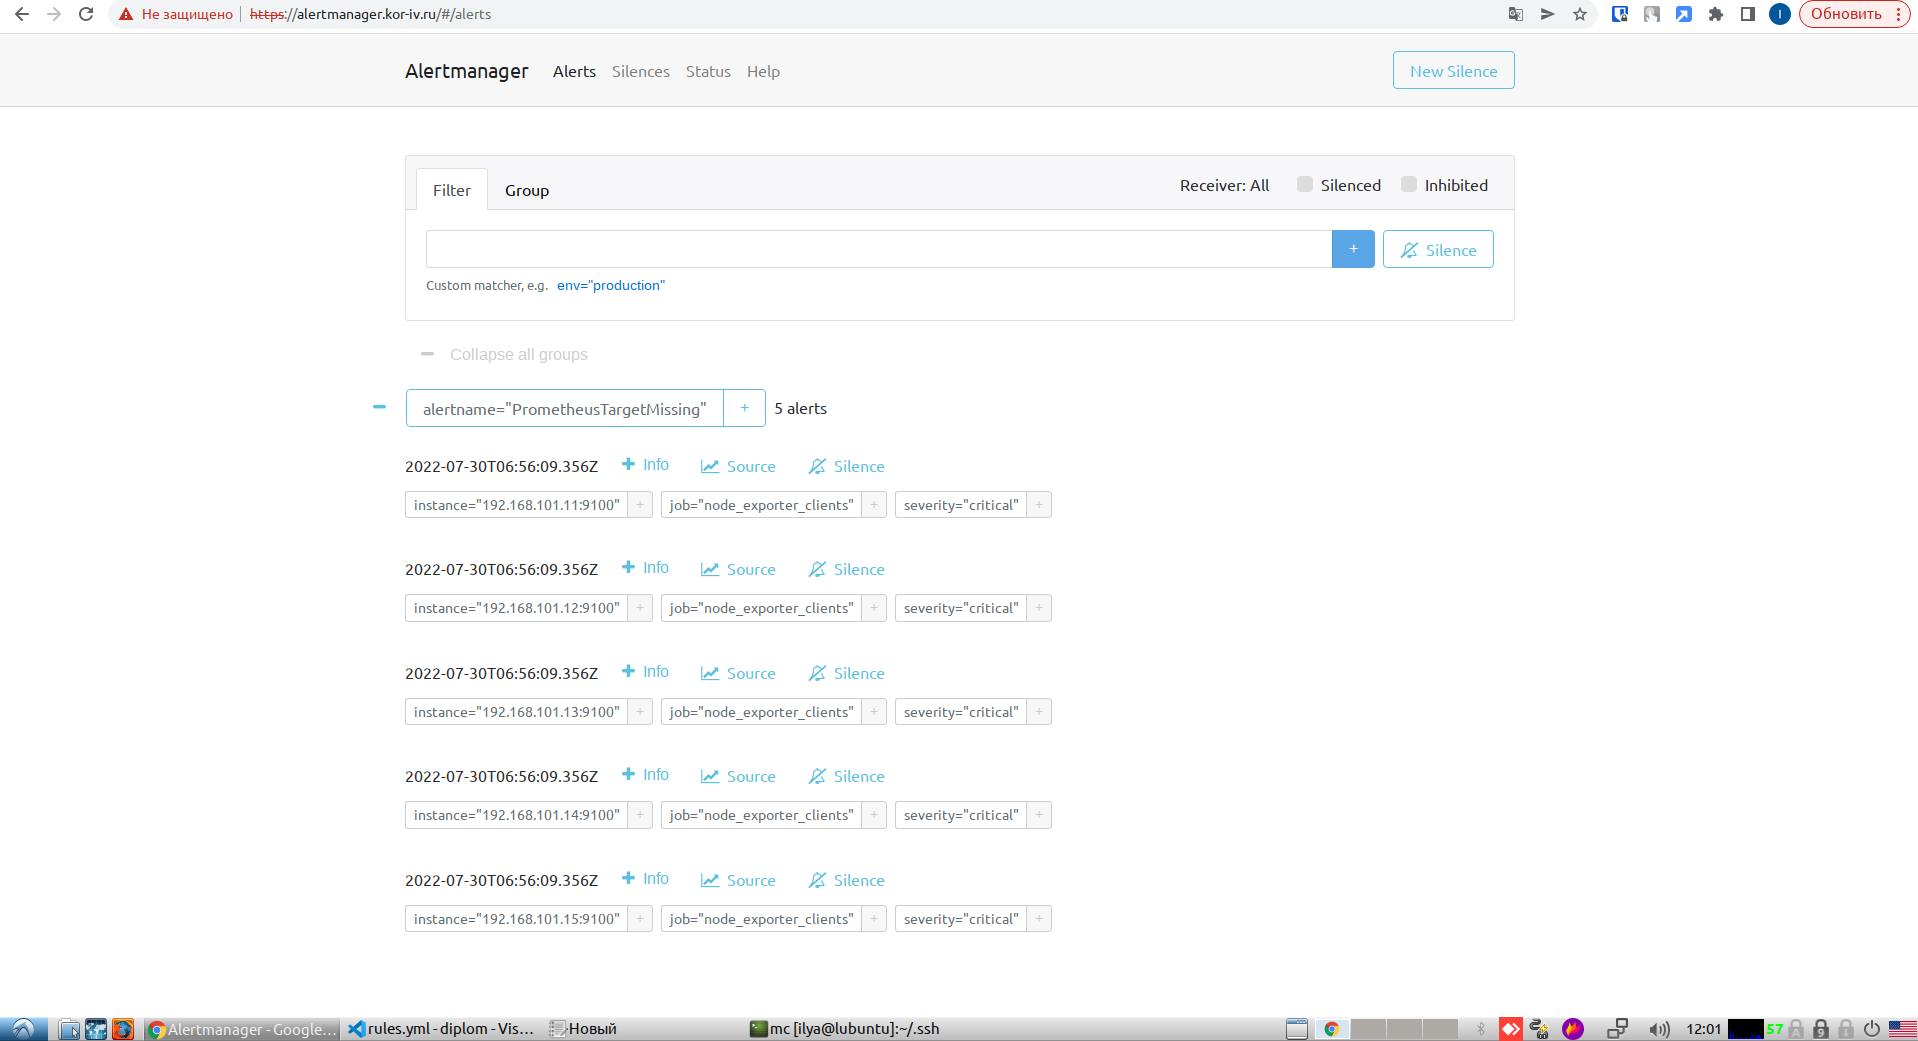 Не защищено https://alertmanager.kor-iv.ru/#/alerts I Обновить
Alertmanager Alerts Silences Status Help New Silence
Filter Group Receiver: All Silenced Inhibited
+ Silence
Custom matcher, e.g. env="production"
Collapse all groups
alertname="PrometheusTargetMissing" + 5 alerts
2022-07-30T06:56:09.356Z Info Source Silence
instance="192.168.101.11:9100" + job="node_exporter_clients" + severity="critical" +
2022-07-30T06:56:09.356Z Info Source Silence
instance="192.168.101.12:9100" + job="node_exporter_clients" + severity="critical" +
2022-07-30T06:56:09.356Z Info Source Silence
instance="192.168.101.13:9100" + job="node_exporter_clients" + severity="critical" +
2022-07-30T06:56:09.356Z Info Source Silence
instance="192.168.101.14:9100" + job="node_exporter_clients" + severity="critical" +
2022-07-30T06:56:09.356Z Info Source Silence
instance="192.168.101.15:9100" + job="node_exporter_clients" + severity="critical" +
Alertmanager - Google... rules.yml - diplom - Vis... Новый mc [ilya@lubuntu]:~/.ssh 12:01 57